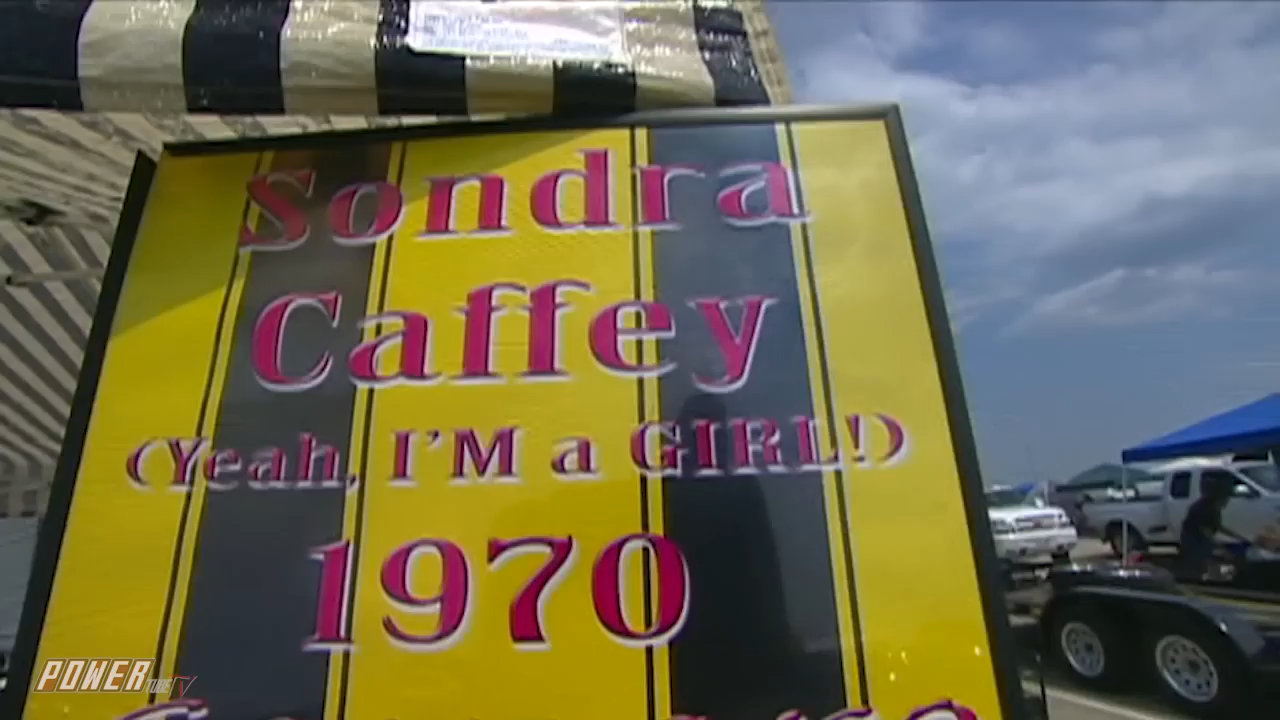 Sondra
Caffey
(Yeah, I'M a GIRL!)
1970
POWER
TV